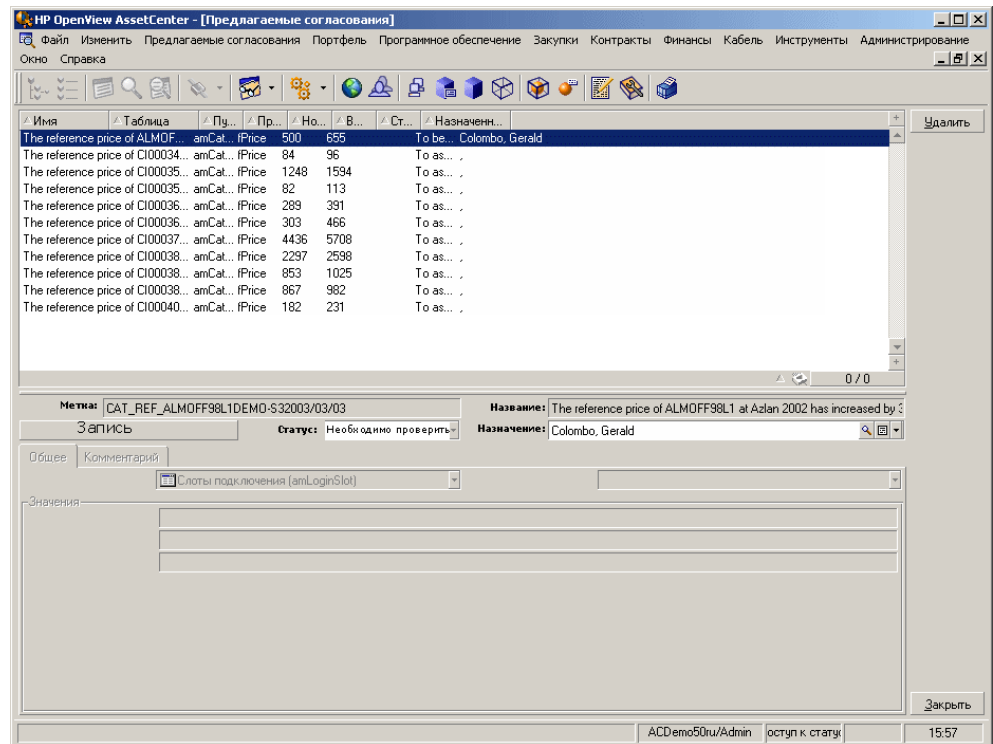 HP OpenView AssetCenter - [Предлагаемые согласования]
Файл Изменить Предлагаемые согласования Портфель Программное обеспечение Закупки Контракты Финансы Кабель Инструменты Администрирование
Окно Справка
Имя Таблица Пу... Пр... Но... В... Ст... Назначенн...
Удалить
The reference price of ALMOF... amCat... fPrice 500 655 To be... Colombo, Gerald
The reference price of CI00034... amCat... fPrice 84 96 To as... ,
The reference price of CI00035... amCat... fPrice 1248 1594 To as... ,
The reference price of CI00035... amCat... fPrice 82 113 To as... ,
The reference price of CI00036... amCat... fPrice 289 391 To as... ,
The reference price of CI00036... amCat... fPrice 303 466 To as... ,
The reference price of CI00037... amCat... fPrice 4436 5708 To as... ,
The reference price of CI00038... amCat... fPrice 2297 2598 To as... ,
The reference price of CI00038... amCat... fPrice 853 1025 To as... ,
The reference price of CI00038... amCat... fPrice 867 982 To as... ,
The reference price of CI00040... amCat... fPrice 182 231 To as... ,
0 / 0
Метка: CAT_REF_ALMOFF98L1DEMO-S32003/03/03 Название: The reference price of ALMOFF98L1 at Azlan 2002 has increased by 3
Запись Статус: Необходимо проверить Назначение: Colombo, Gerald
Общее Комментарий
Слоты подключения (amLoginSlot)
Значения
Закрыть
ACDemo50ru/Admin оступ к стату 15:57